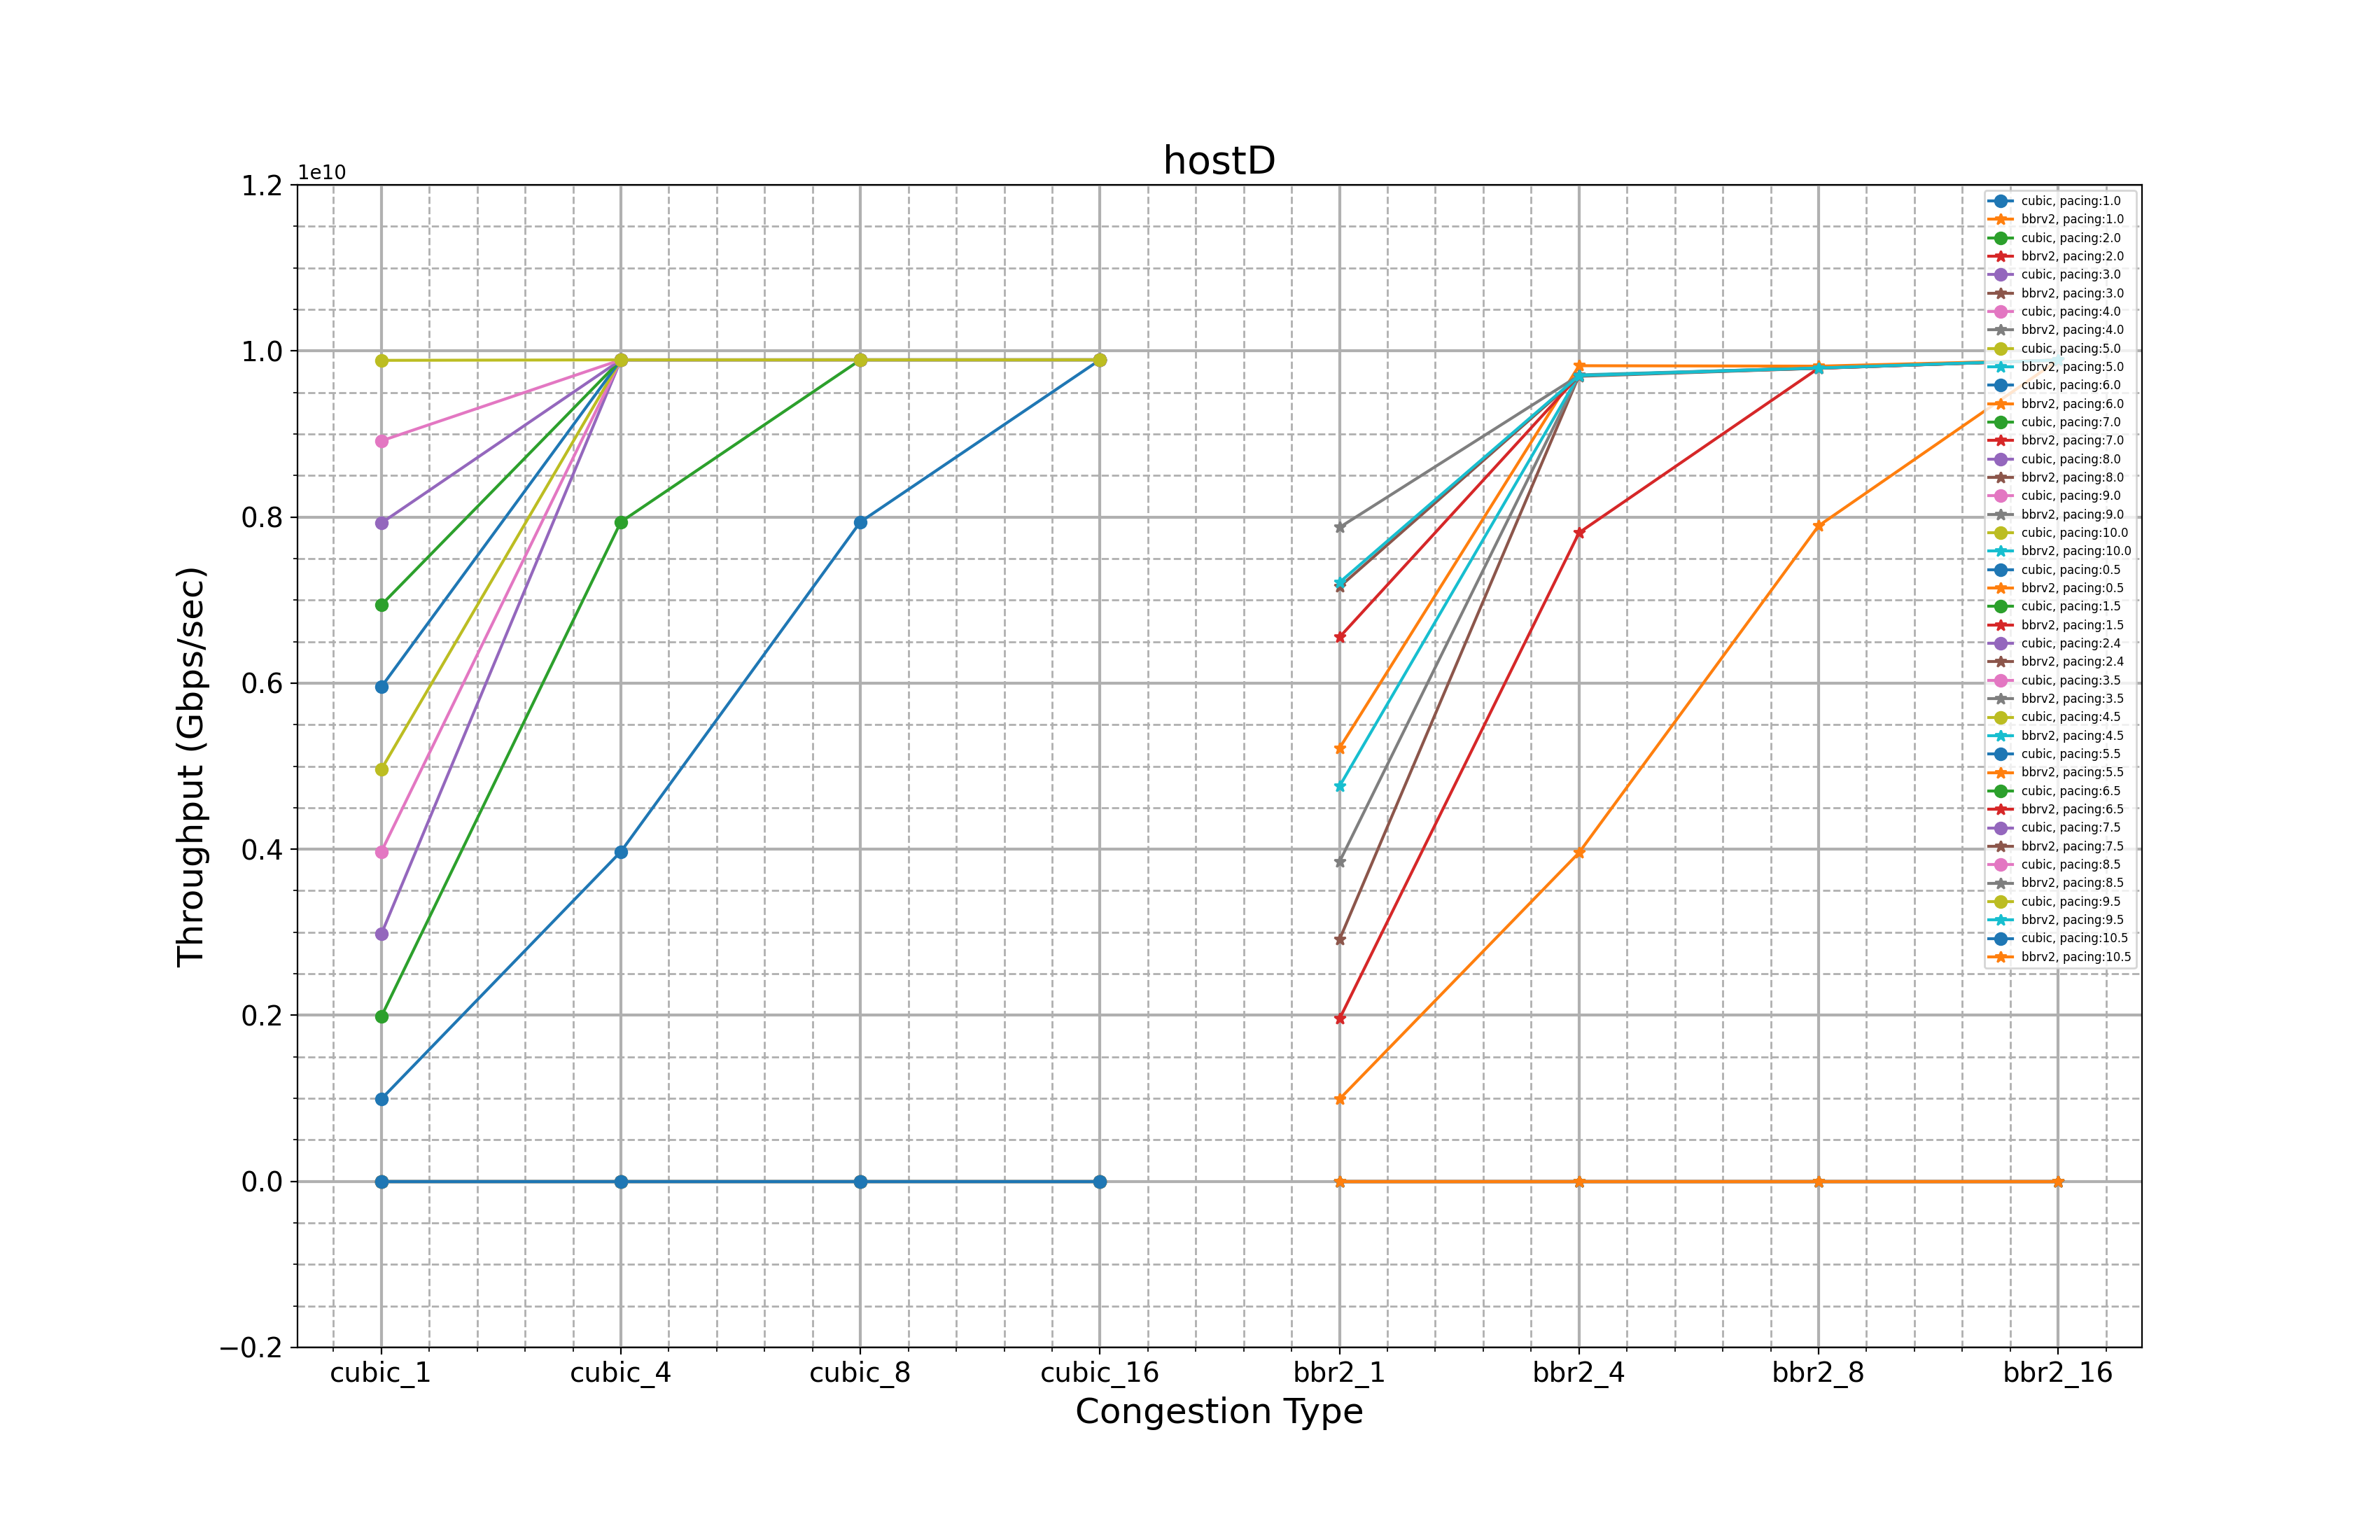 hostD
1e10
1.2
1.0
0.8
0.6
0.4
0.2
0.0
−0.2
Throughput (Gbps/sec)
cubic, pacing:1.0
bbrv2, pacing:1.0
cubic, pacing:2.0
bbrv2, pacing:2.0
cubic, pacing:3.0
bbrv2, pacing:3.0
cubic, pacing:4.0
bbrv2, pacing:4.0
cubic, pacing:5.0
bbrv2, pacing:5.0
cubic, pacing:6.0
bbrv2, pacing:6.0
cubic, pacing:7.0
bbrv2, pacing:7.0
cubic, pacing:8.0
bbrv2, pacing:8.0
cubic, pacing:9.0
bbrv2, pacing:9.0
cubic, pacing:10.0
bbrv2, pacing:10.0
cubic, pacing:0.5
bbrv2, pacing:0.5
cubic, pacing:1.5
bbrv2, pacing:1.5
cubic, pacing:2.4
bbrv2, pacing:2.4
cubic, pacing:3.5
bbrv2, pacing:3.5
cubic, pacing:4.5
bbrv2, pacing:4.5
cubic, pacing:5.5
bbrv2, pacing:5.5
cubic, pacing:6.5
bbrv2, pacing:6.5
cubic, pacing:7.5
bbrv2, pacing:7.5
cubic, pacing:8.5
bbrv2, pacing:8.5
cubic, pacing:9.5
bbrv2, pacing:9.5
cubic, pacing:10.5
bbrv2, pacing:10.5
cubic_1 cubic_4 cubic_8 cubic_16 bbr2_1 bbr2_4 bbr2_8 bbr2_16
Congestion Type